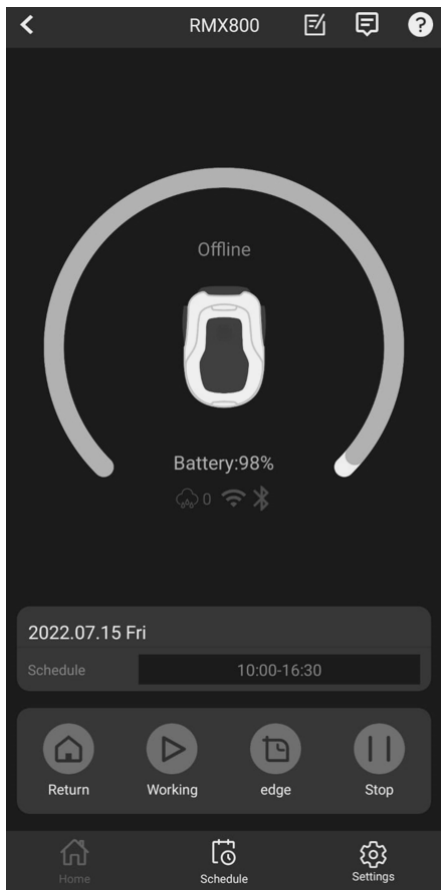 RMX800
?
Offline
Battery:98%
0
2022.07.15 Fri
Schedule 10:00-16:30
Return Working edge Stop
Home Schedule Settings